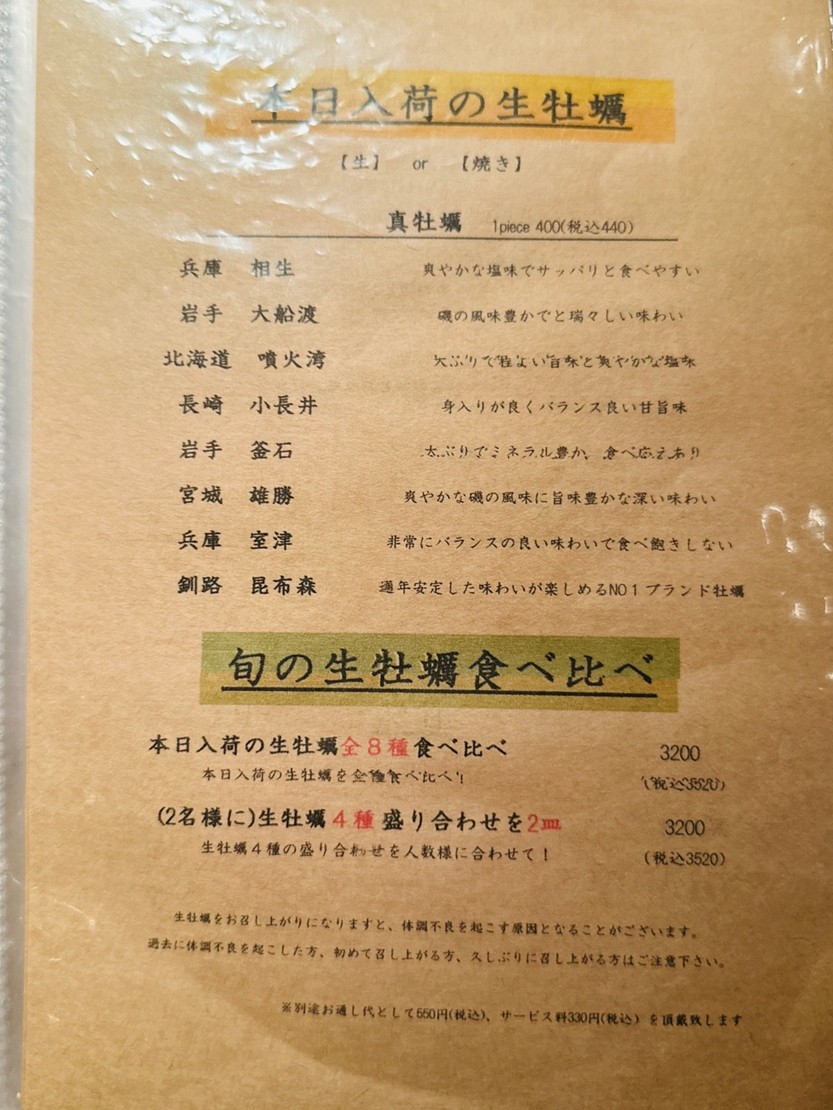 本日入荷の生牡蠣
【生】 or 【焼き】
真牡蠣 1piece 400(税込440)
兵庫 相生 爽やかな塩味でサッパリと食べやすい
岩手 大船渡 磯の風味豊かでと瑞々しい味わい
北海道 噴火湾 大ぶりで程よい旨味と爽やかな塩味
長崎 小長井 身入りが良くバランス良い甘旨味
岩手 釜石 大ぶりでミネラル豊か、食べ応えあり
宮城 雄勝 爽やかな磯の風味に旨味豊かな深い味わい
兵庫 室津 非常にバランスの良い味わいで食べ飽きしない
釧路 昆布森 通年安定した味わいが楽しめるNO1ブランド牡蠣
旬の生牡蠣食べ比べ
本日入荷の生牡蠣全8種食べ比べ 3200
本日入荷の生牡蠣を全種食べ比べ! (税込3520)
(2名様に)生牡蠣4種盛り合わせを2皿 3200
生牡蠣4種の盛り合わせを人数様に合わせて! (税込3520)
生牡蠣をお召し上がりになりますと、体調不良を起こす原因となることがございます。
過去に体調不良を起こした方、初めて召し上がる方、久しぶりに召し上がる方はご注意下さい。
※別途お通し代として550円(税込)、サービス料330円(税込)を頂戴致します